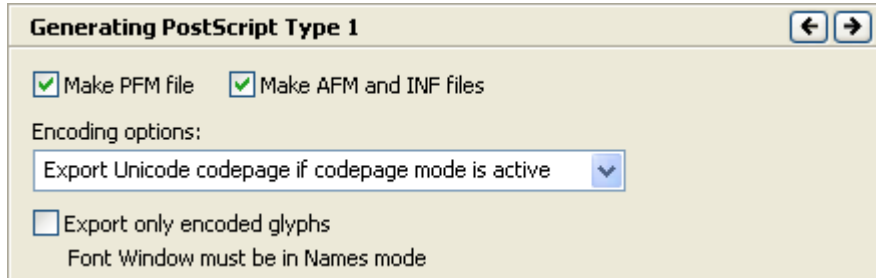 Generating PostScript Type 1
Make PFM file Make AFM and INF files
Encoding options:
Export Unicode codepage if codepage mode is active
Export only encoded glyphs
Font Window must be in Names mode